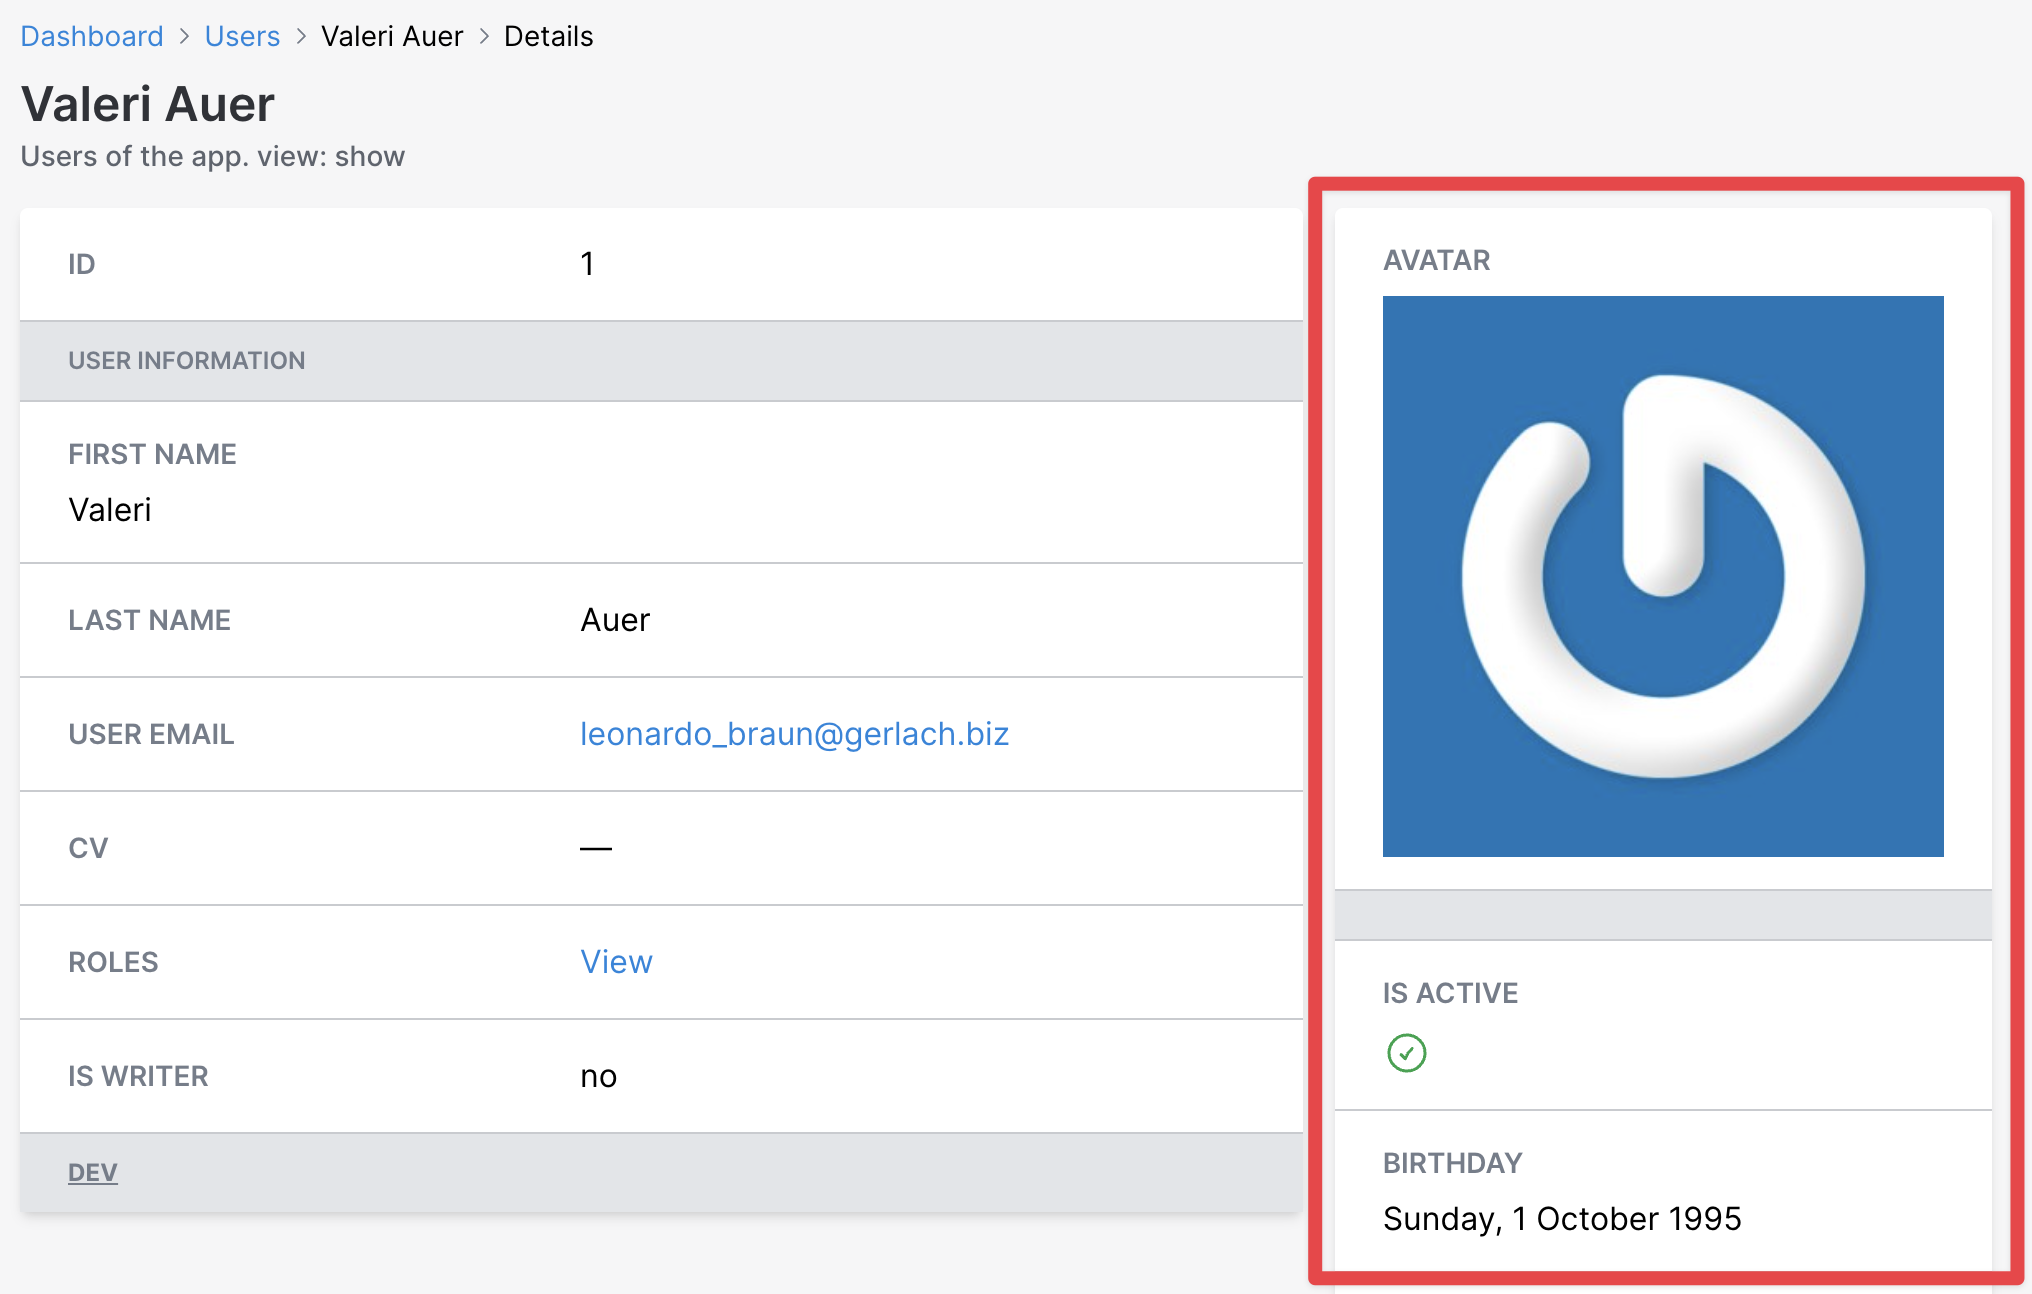 Dashboard > Users > Valeri Auer > Details
Valeri Auer
Users of the app. view: show
ID 1
USER INFORMATION
FIRST NAME
Valeri
LAST NAME Auer
USER EMAIL leonardo_braun@gerlach.biz
CV —
ROLES View
IS WRITER no
DEV
AVATAR
IS ACTIVE
BIRTHDAY
Sunday, 1 October 1995